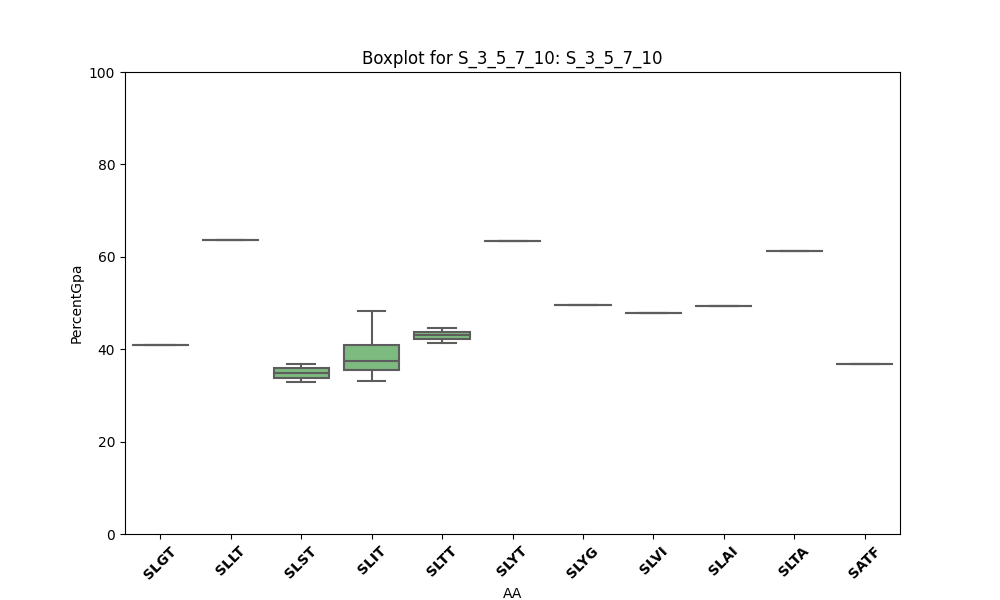 Boxplot for S_3_5_7_10: S_3_5_7_10
PercentGpa
100
80
60
40
20
0
SLGT SLLT SLST SLIT SLTT SLYT SLYG SLVI SLAI SLTA SATF
AA